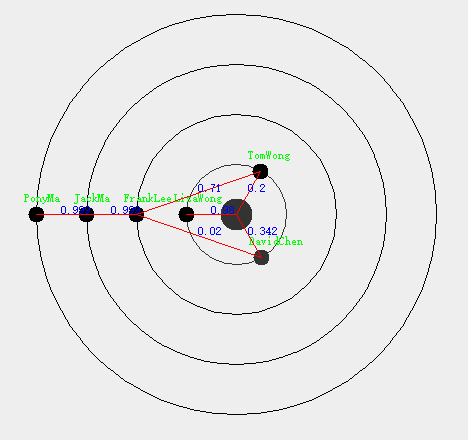 TomWong
0.71
0.2
PonyMa
JackMa
FrankLee
LisaWong
DavidChen
0.02
0.342